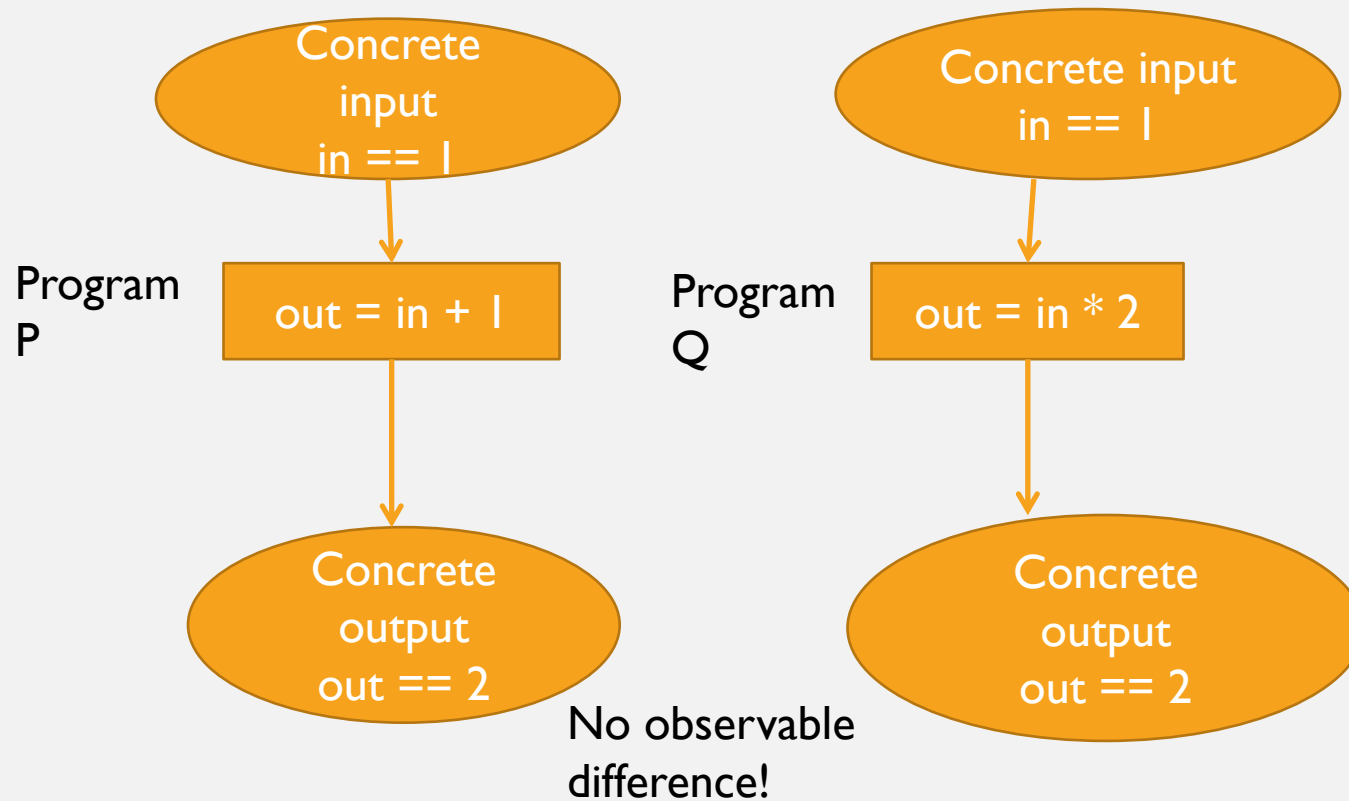 Concrete
input
in == 1
Concrete input
in == 1
Program
P
out = in + 1
Program
Q
out = in * 2
Concrete
output
out == 2
Concrete
output
out == 2
No observable
difference!